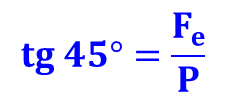 tg 45° = Fₑ / P